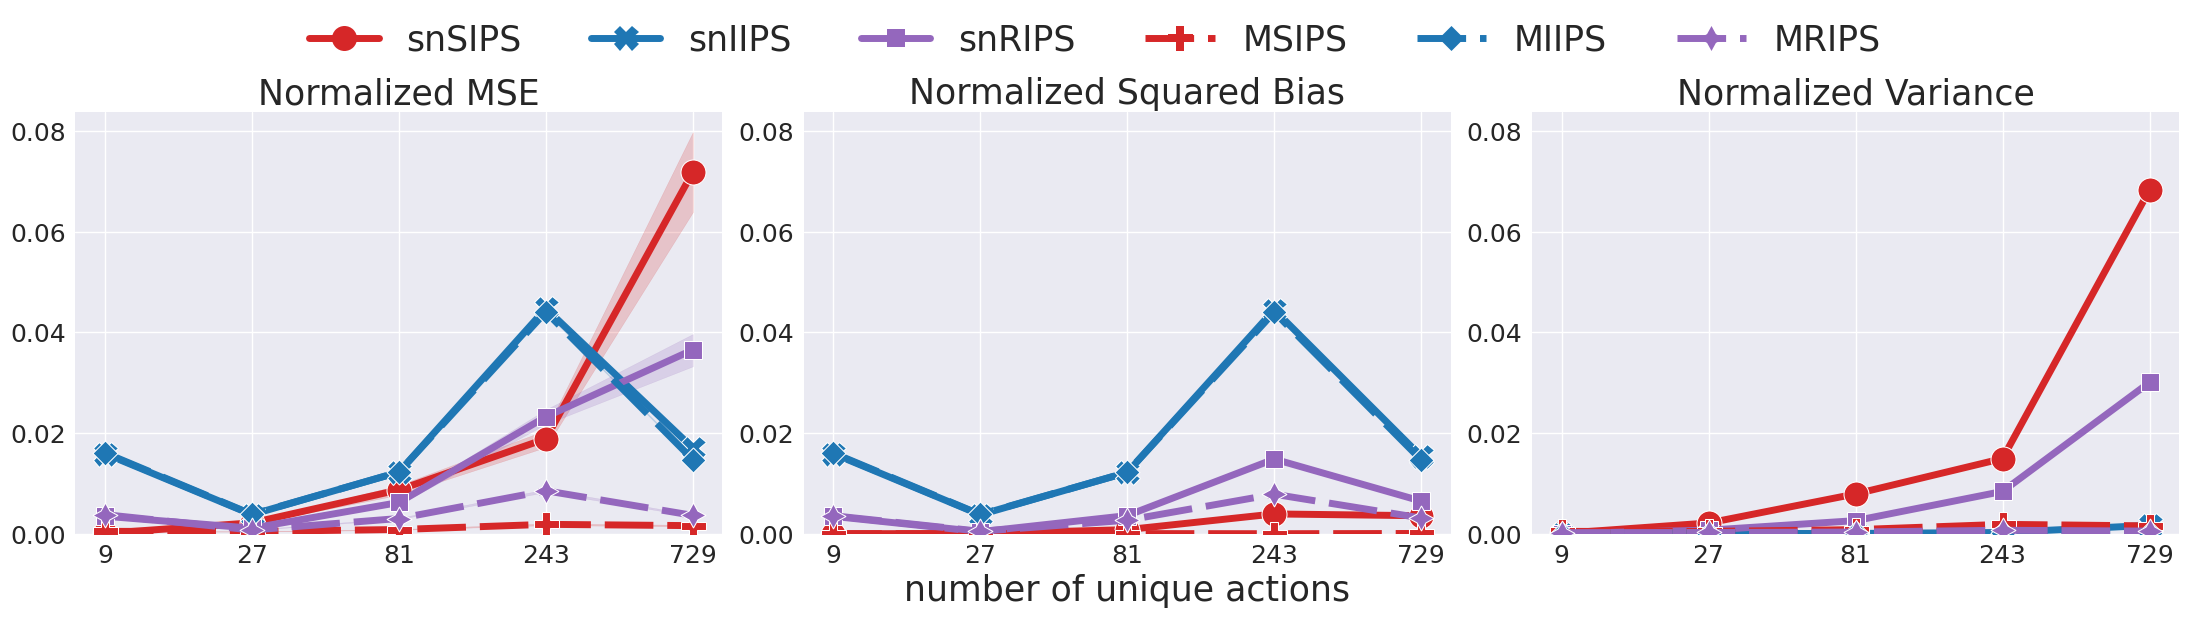 snSIPS snIIPS snRIPS MSIPS MIIPS MRIPS
Normalized MSE
0.08
0.06
0.04
0.02
0.00
9 27 81 243 729
Normalized Squared Bias
0.08
0.06
0.04
0.02
0.00
9 27 81 243 729
Normalized Variance
0.08
0.06
0.04
0.02
0.00
9 27 81 243 729
number of unique actions